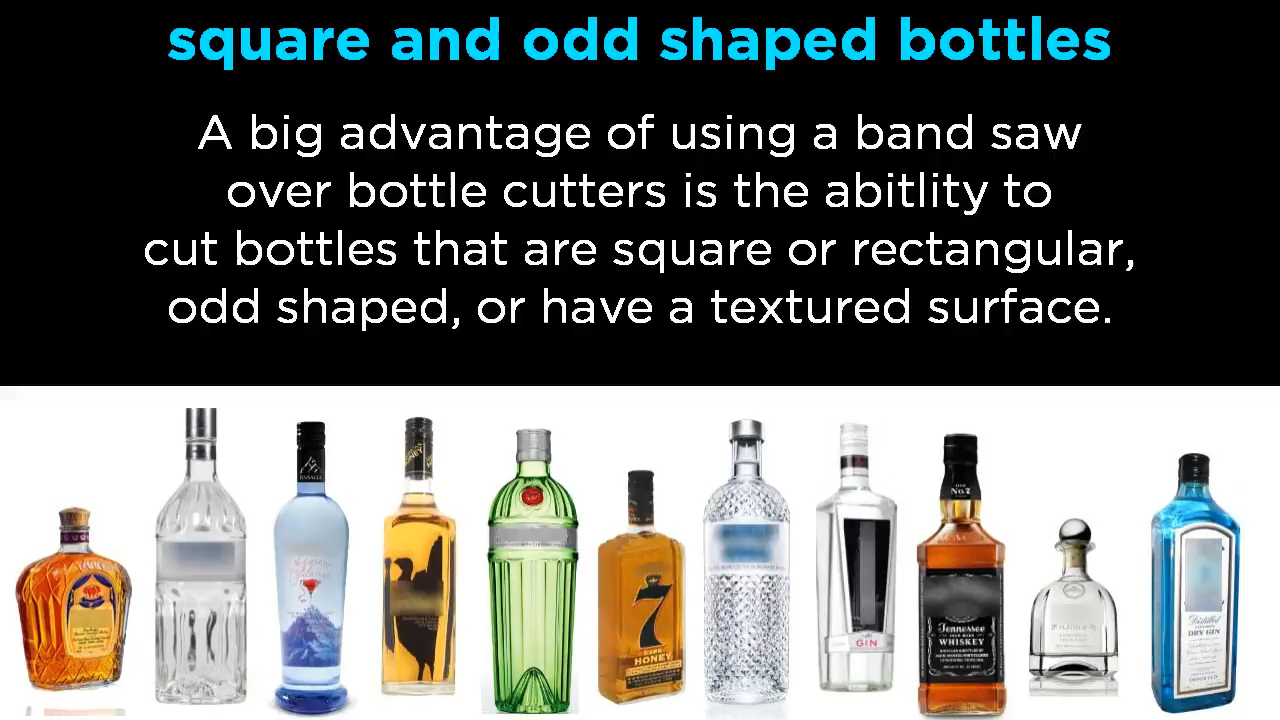 square and odd shaped bottles
A big advantage of using a band saw
over bottle cutters is the abitlity to
cut bottles that are square or rectangular,
odd shaped, or have a textured surface.
7
HONEY
GIN
No.7
Tennessee
WHISKEY
Distilled
LONDON
DRY GIN